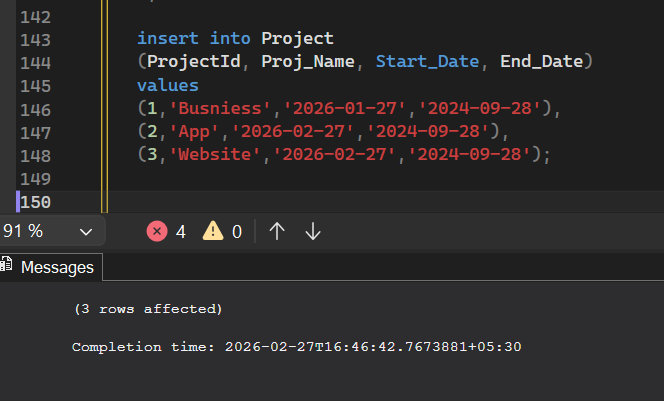 142
143 insert into Project
144 (ProjectId, Proj_Name, Start_Date, End_Date)
145 values
146 (1,'Busniess','2026-01-27','2024-09-28'),
147 (2,'App','2026-02-27','2024-09-28'),
148 (3,'Website','2026-02-27','2024-09-28');
149
150
91 % 4 0
Messages
(3 rows affected)
Completion time: 2026-02-27T16:46:42.7673881+05:30